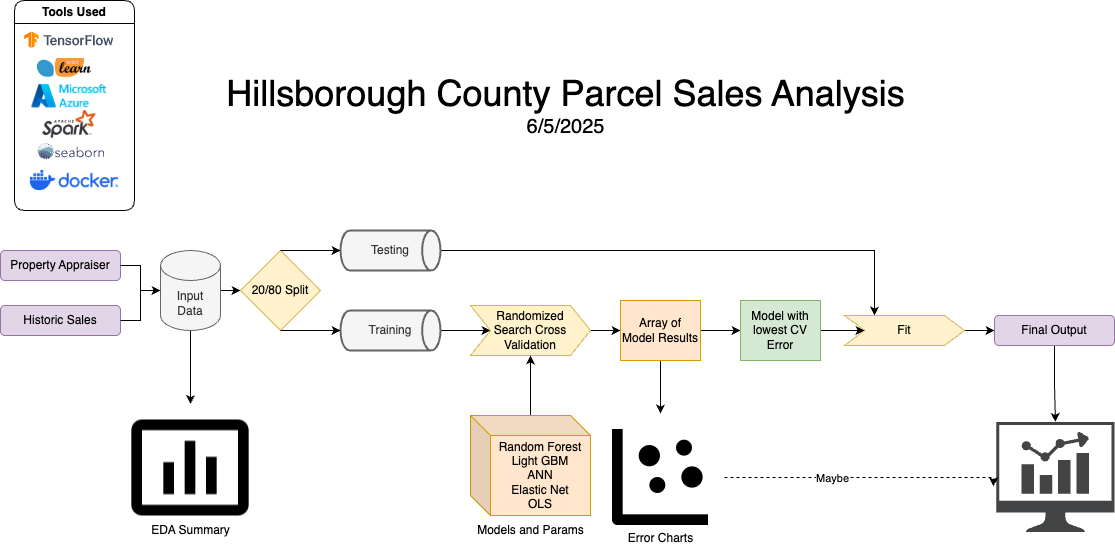 Tools Used
TensorFlow
learn
Microsoft
Azure
APACHE
Spark
seaborn
docker
Hillsborough County Parcel Sales Analysis
6/5/2025
Property Appraiser
Historic Sales
Input
Data
20/80 Split
Testing
Training
Randomized
Search Cross
Validation
Array of
Model Results
Model with
lowest CV
Error
Fit
Final Output
Random Forest
Light GBM
ANN
Elastic Net
OLS
Models and Params
EDA Summary
Error Charts
Maybe